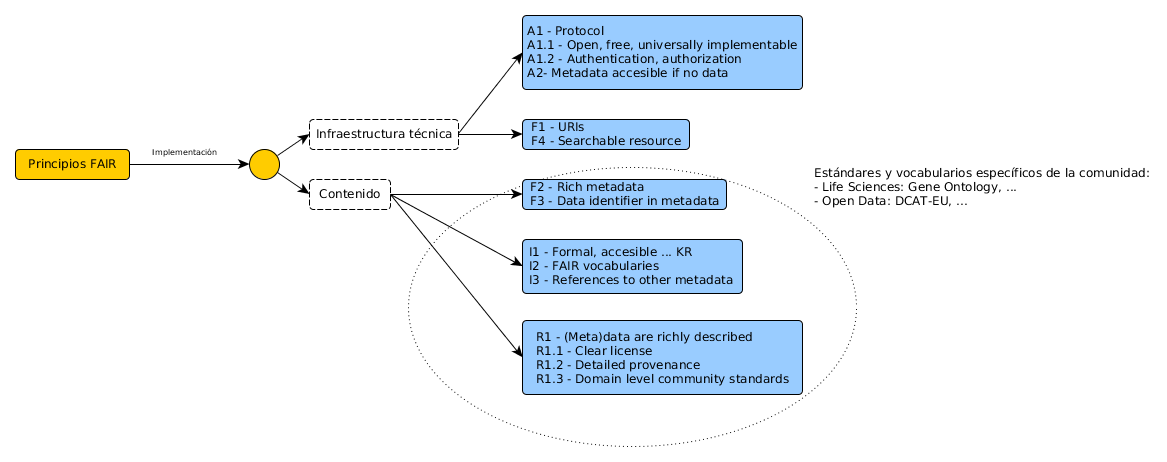 Principios FAIR
Implementación
Infraestructura técnica
Contenido
A1 - Protocol
A1.1 - Open, free, universally implementable
A1.2 - Authentication, authorization
A2- Metadata accesible if no data
F1 - URIs
F4 - Searchable resource
F2 - Rich metadata
F3 - Data identifier in metadata
I1 - Formal, accesible ... KR
I2 - FAIR vocabularies
I3 - References to other metadata
R1 - (Meta)data are richly described
R1.1 - Clear license
R1.2 - Detailed provenance
R1.3 - Domain level community standards
Estándares y vocabularios específicos de la comunidad:
- Life Sciences: Gene Ontology, ...
- Open Data: DCAT-EU, ...